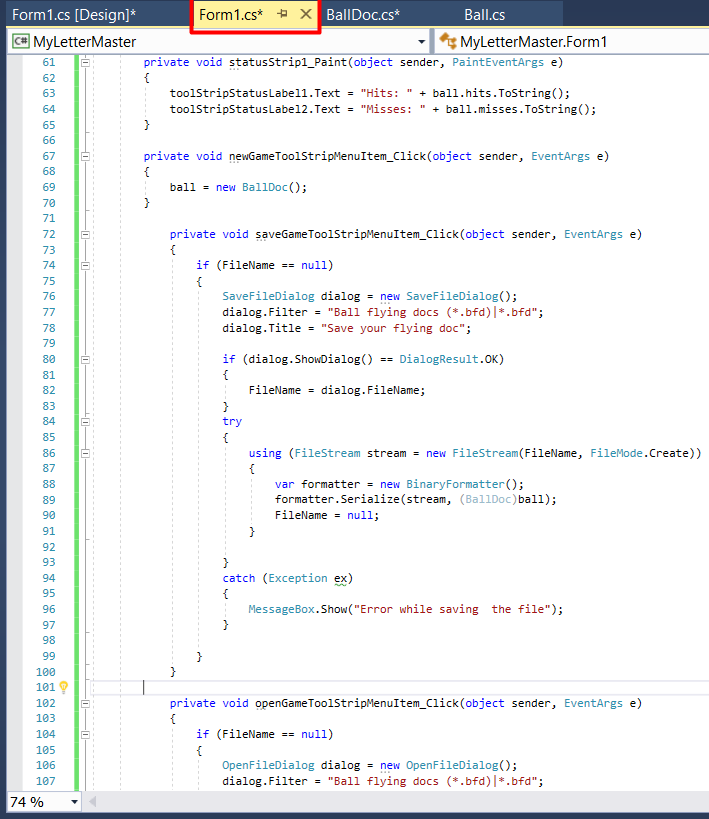 Form1.cs [Design]* Form1.cs* BallDoc.cs* Ball.cs
C# MyLetterMaster MyLetterMaster.Form1
61 private void statusStrip1_Paint(object sender, PaintEventArgs e)
62 {
63 toolStripStatusLabel1.Text = "Hits: " + ball.hits.ToString();
64 toolStripStatusLabel2.Text = "Misses: " + ball.misses.ToString();
65 }
66
67 private void newGameToolStripMenuItem_Click(object sender, EventArgs e)
68 {
69 ball = new BallDoc();
70 }
71
72 private void saveGameToolStripMenuItem_Click(object sender, EventArgs e)
73 {
74 if (FileName == null)
75 {
76 SaveFileDialog dialog = new SaveFileDialog();
77 dialog.Filter = "Ball flying docs (*.bfd)|*.bfd";
78 dialog.Title = "Save your flying doc";
79
80 if (dialog.ShowDialog() == DialogResult.OK)
81 {
82 FileName = dialog.FileName;
83 }
84 try
85 {
86 using (FileStream stream = new FileStream(FileName, FileMode.Create))
87 {
88 var formatter = new BinaryFormatter();
89 formatter.Serialize(stream, (BallDoc)ball);
90 FileName = null;
91 }
92
93 }
94 catch (Exception ex)
95 {
96 MessageBox.Show("Error while saving  the file");
97 }
98
99 }
100 }
101
102 private void openGameToolStripMenuItem_Click(object sender, EventArgs e)
103 {
104 if (FileName == null)
105 {
106 OpenFileDialog dialog = new OpenFileDialog();
107 dialog.Filter = "Ball flying docs (*.bfd)|*.bfd";
74 %